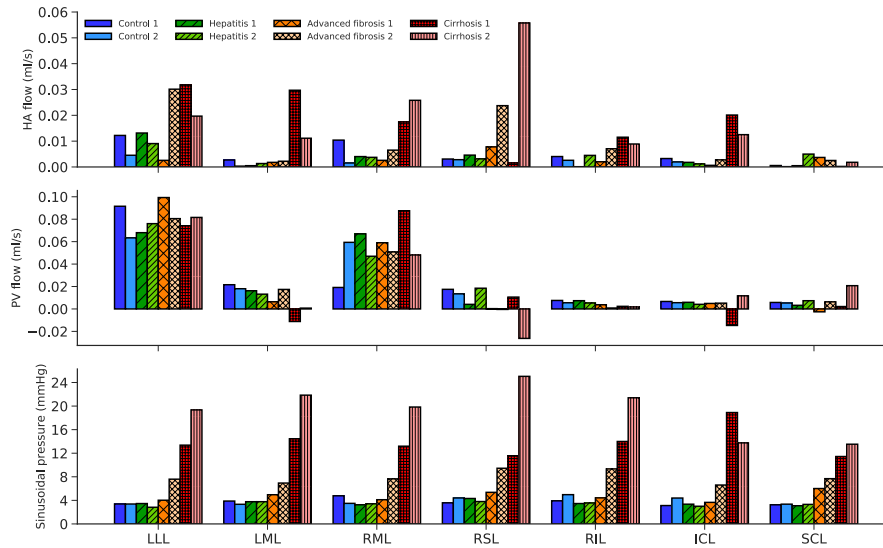 0.06
0.05
0.04
0.03
0.02
0.01
0.00
HA flow (ml/s)
Control 1
Control 2
Hepatitis 1
Hepatitis 2
Advanced fibrosis 1
Advanced fibrosis 2
Cirrhosis 1
Cirrhosis 2
0.10
0.08
0.06
0.04
0.02
0.00
−0.02
PV flow (ml/s)
24
20
16
12
8
4
0
Sinusoidal pressure (mmHg)
LLL LML RML RSL RIL ICL SCL